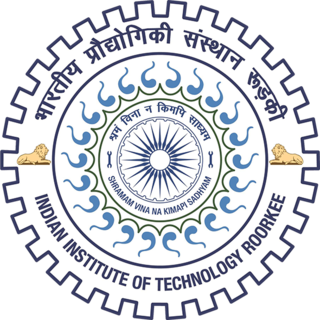 भारतीय प्रौद्योगिकी संस्थान रूड़की
श्रमं विना न किमपि साध्यम्
SHRAMAM VINA NA KIMAPI SADHYAM
INDIAN INSTITUTE OF TECHNOLOGY ROORKEE